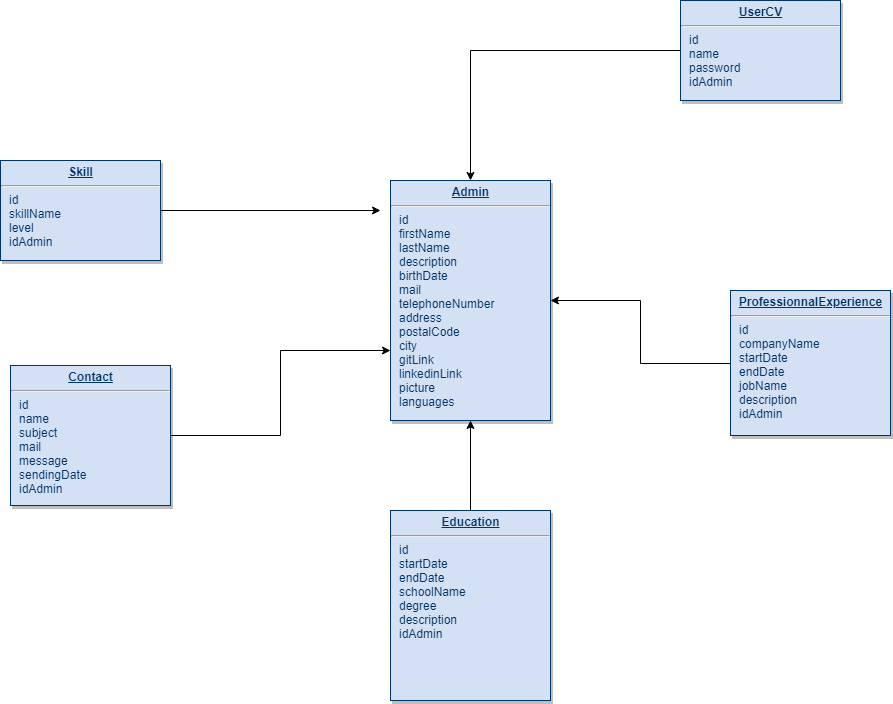 UserCV
id
name
password
idAdmin
Skill
id
skillName
level
idAdmin
Admin
id
firstName
lastName
description
birthDate
mail
telephoneNumber
address
postalCode
city
gitLink
linkedinLink
picture
languages
ProfessionnalExperience
id
companyName
startDate
endDate
jobName
description
idAdmin
Contact
id
name
subject
mail
message
sendingDate
idAdmin
Education
id
startDate
endDate
schoolName
degree
description
idAdmin